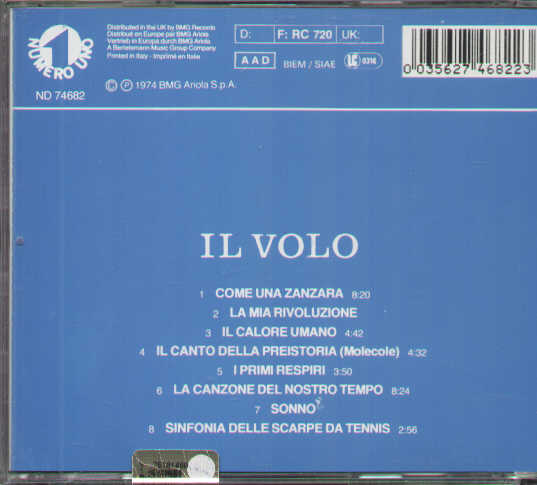 NUMERO UNO
1
ND 74682
Distributed in the UK by BMG Records
Distribué en Europe par BMG Ariola
Vertrieb in Europa durch BMG Ariola
A Bertelsmann Music Group Company
Printed in Italy - Imprimé en Italie
℗ © 1974 BMG Ariola S.p.A.
D: F: RC 720 UK:
AAD BIEM / SIAE LC 0316
0 035627 468223
IL VOLO
1 COME UNA ZANZARA 8:20
2 LA MIA RIVOLUZIONE
3 IL CALORE UMANO 4:42
4 IL CANTO DELLA PREISTORIA (Molecole) 4:32
5 I PRIMI RESPIRI 3:50
6 LA CANZONE DEL NOSTRO TEMPO 8:24
7 SONNO
8 SINFONIA DELLE SCARPE DA TENNIS 2:56